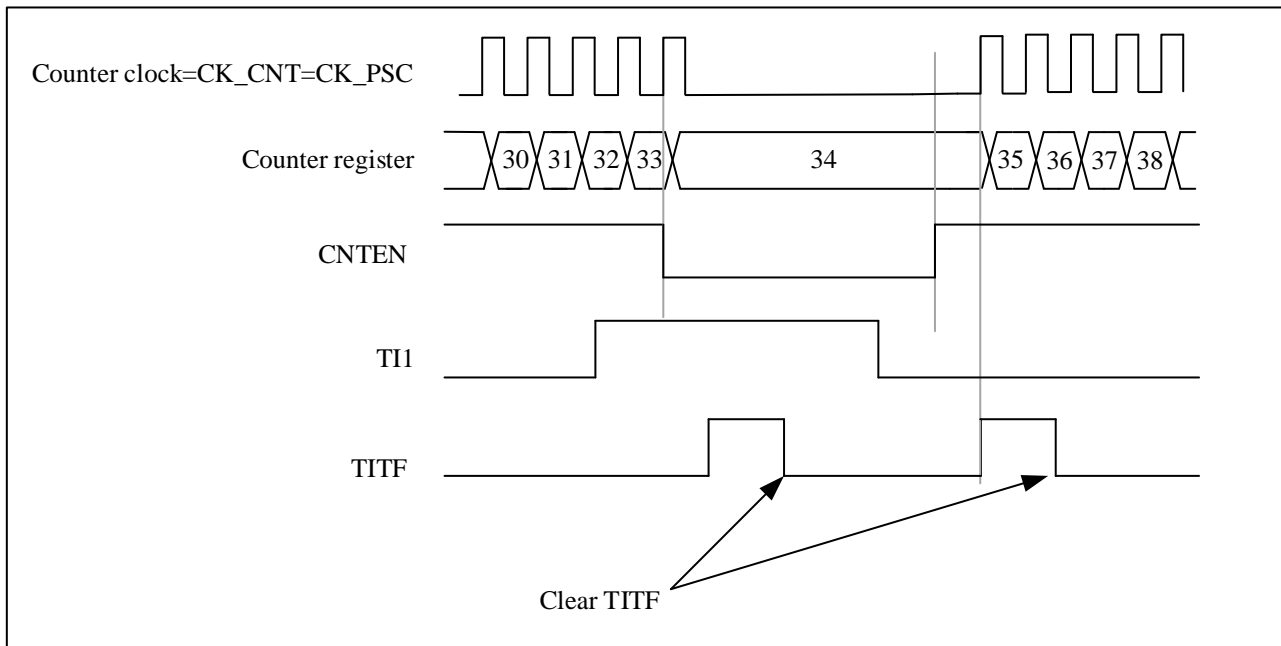 Counter clock=CK_CNT=CK_PSC
Counter register
30 31 32 33 34 35 36 37 38
CNTEN
TI1
TITF
Clear TITF